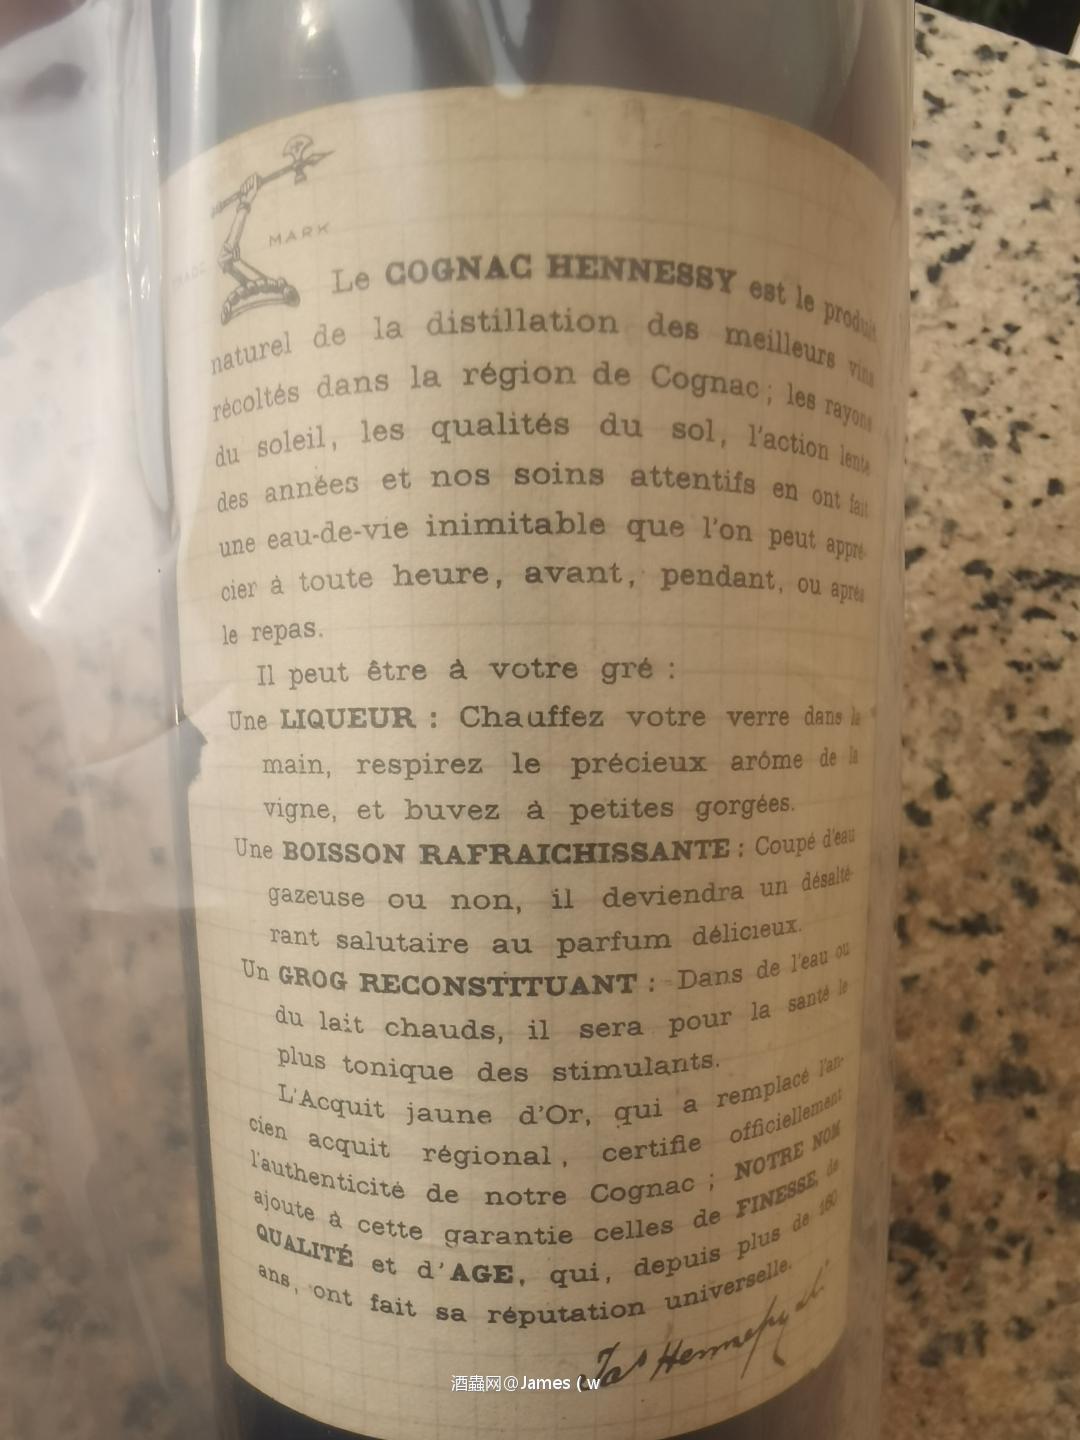 TRADE MARK
Le COGNAC HENNESSY est le produit
naturel de la distillation des meilleurs vins
récoltés dans la région de Cognac ; les rayons
du soleil, les qualités du sol, l'action lente
des années et nos soins attentifs en ont fait
une eau-de-vie inimitable que l'on peut appré-
cier à toute heure, avant, pendant, ou après
le repas.
Il peut être à votre gré :
Une LIQUEUR : Chauffez votre verre dans la
main, respirez le précieux arôme de la
vigne, et buvez à petites gorgées.
Une BOISSON RAFRAICHISSANTE : Coupé d'eau
gazeuse ou non, il deviendra un désalté-
rant salutaire au parfum délicieux.
Un GROG RECONSTITUANT : Dans de l'eau ou
du lait chauds, il sera pour la santé le
plus tonique des stimulants.
L'Acquit jaune d'Or, qui a remplacé l'an-
cien acquit régional, certifie officiellement
l'authenticité de notre Cognac ; NOTRE NOM
ajoute à cette garantie celles de FINESSE, de
QUALITÉ et d'AGE, qui, depuis plus de 160
ans, ont fait sa réputation universelle.
Jas Hennessy &
酒蟲网@James ( w